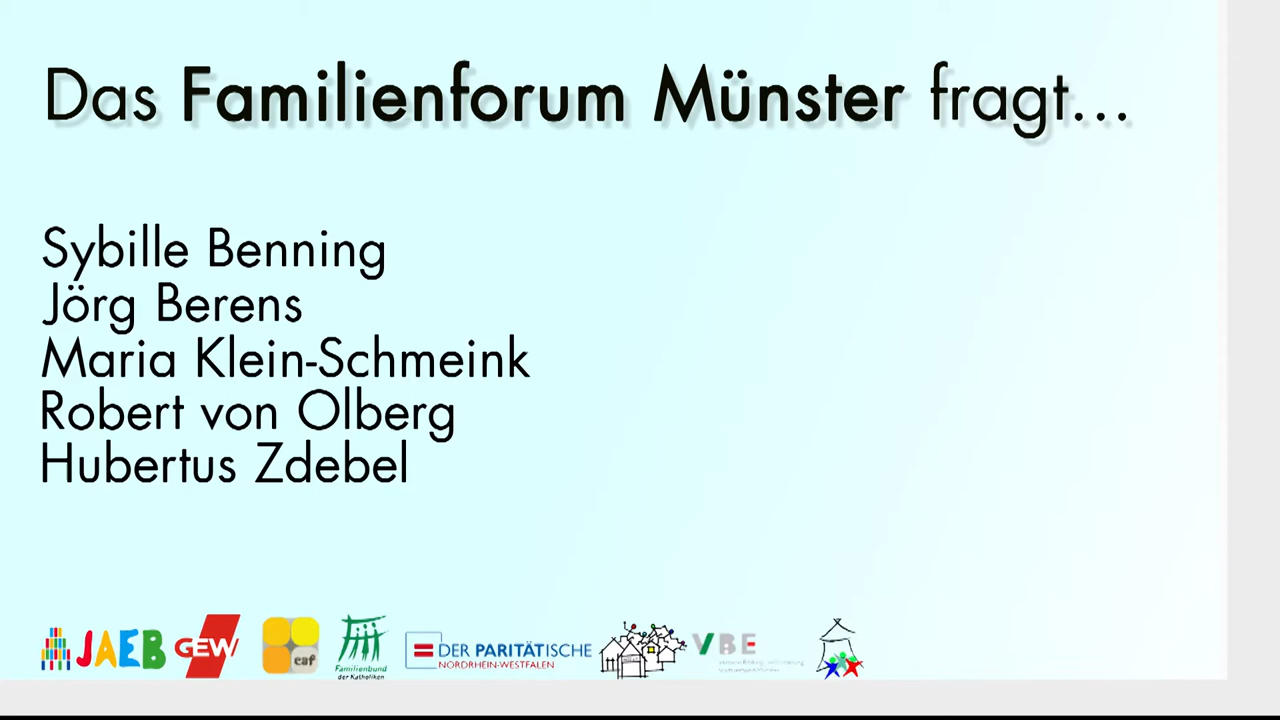 Das Familienforum Münster fragt...
Sybille Benning
Jörg Berens
Maria Klein-Schmeink
Robert von Olberg
Hubertus Zdebel
JAEB
GEW
eaf
Familienbund
der Katholiken
DER PARITÄTISCHE
NORDRHEIN-WESTFALEN
VBE